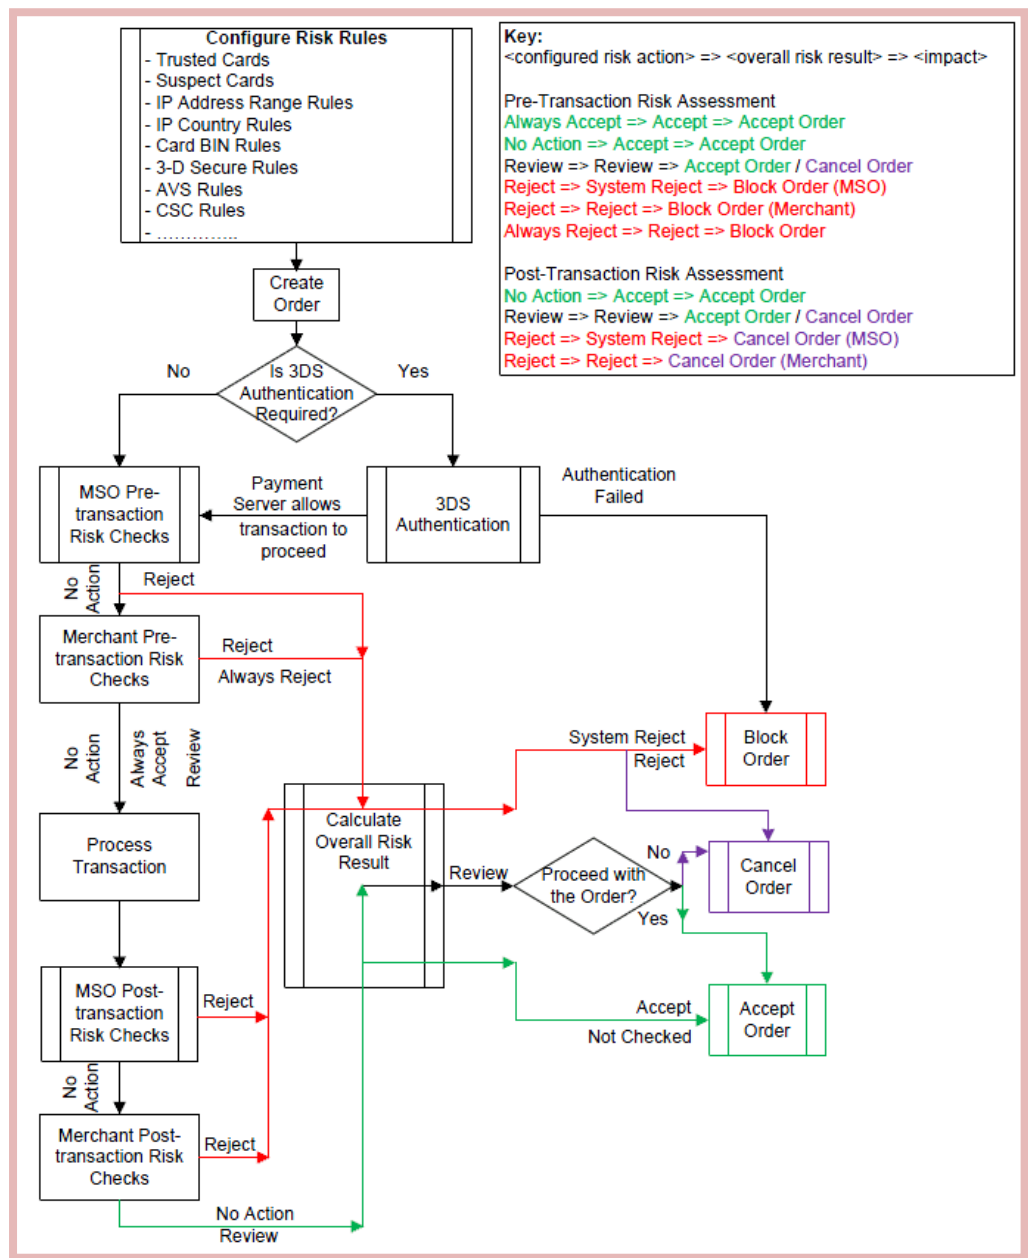 Configure Risk Rules
- Trusted Cards
- Suspect Cards
- IP Address Range Rules
- IP Country Rules
- Card BIN Rules
- 3-D Secure Rules
- AVS Rules
- CSC Rules
- …………..
Key:
<configured risk action> => <overall risk result> => <impact>
Pre-Transaction Risk Assessment
Always Accept => Accept => Accept Order
No Action => Accept => Accept Order
Review => Review => Accept Order / Cancel Order
Reject => System Reject => Block Order (MSO)
Reject => Reject => Block Order (Merchant)
Always Reject => Reject => Block Order
Post-Transaction Risk Assessment
No Action => Accept => Accept Order
Review => Review => Accept Order / Cancel Order
Reject => System Reject => Cancel Order (MSO)
Reject => Reject => Cancel Order (Merchant)
Create
Order
No
Is 3DS
Authentication
Required?
Yes
MSO Pre-
transaction
Risk Checks
Payment
Server allows
transaction to
proceed
3DS
Authentication
Authentication
Failed
No
Action
Reject
Merchant Pre-
transaction Risk
Checks
Reject
Always Reject
No
Action
Always
Accept
Review
System Reject
Reject
Block
Order
Process
Transaction
Calculate
Overall Risk
Result
Review
Proceed with
the Order?
No
Yes
Cancel
Order
MSO Post-
transaction
Risk Checks
Reject
Accept
Not Checked
Accept
Order
No
Action
Merchant Post-
transaction Risk
Checks
Reject
No Action
Review